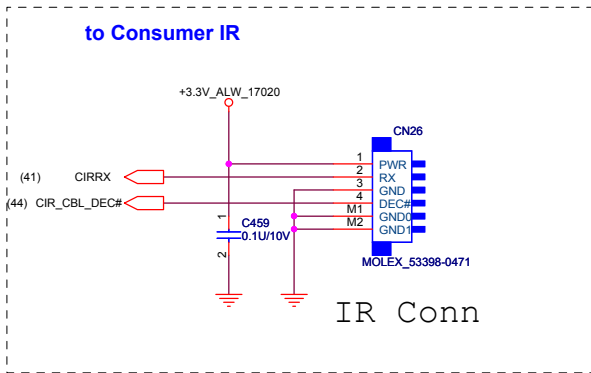 to Consumer IR
+3.3V_ALW_17020
CN26
1 PWR
(41) CIRRX 2 RX
3 GND
(44) CIR_CBL_DEC# 4 DEC#
M1 GND0
M2 GND1
1
C459
0.1U/10V
2
MOLEX_53398-0471
IR Conn